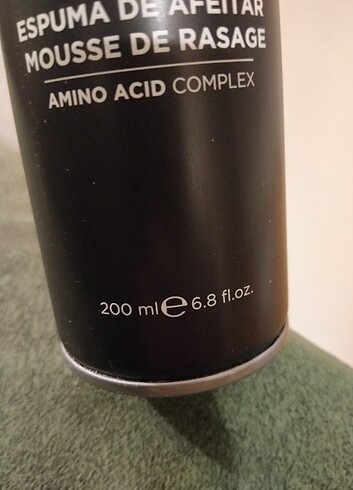 ESPUMA DE AFEITAR
MOUSSE DE RASAGE
AMINO ACID COMPLEX
200 ml ℮ 6.8 fl.oz.